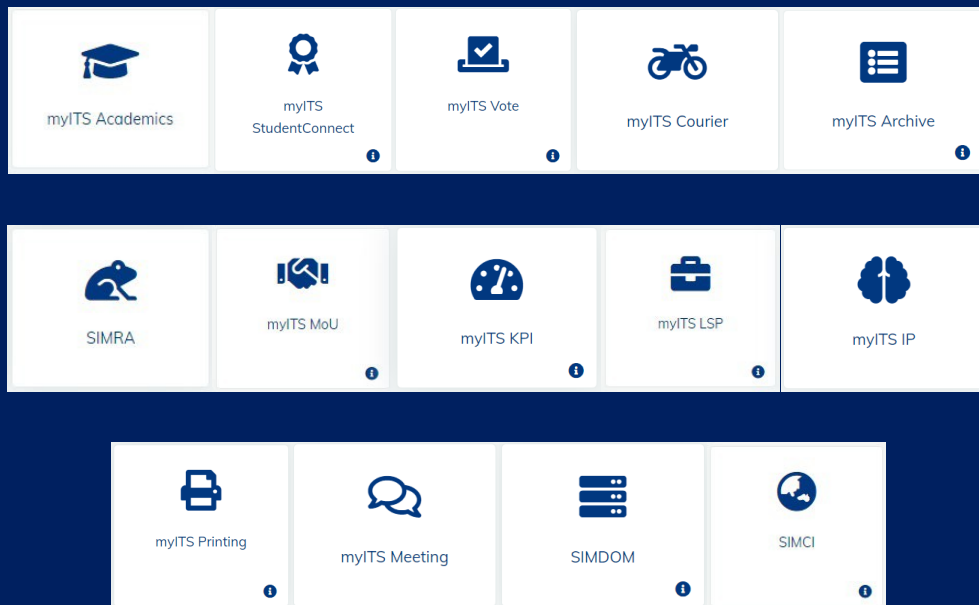 myITS Academics
myITS
StudentConnect
myITS Vote
myITS Courier
myITS Archive
SIMRA
myITS MoU
myITS KPI
myITS LSP
myITS IP
myITS Printing
myITS Meeting
SIMDOM
SIMCI